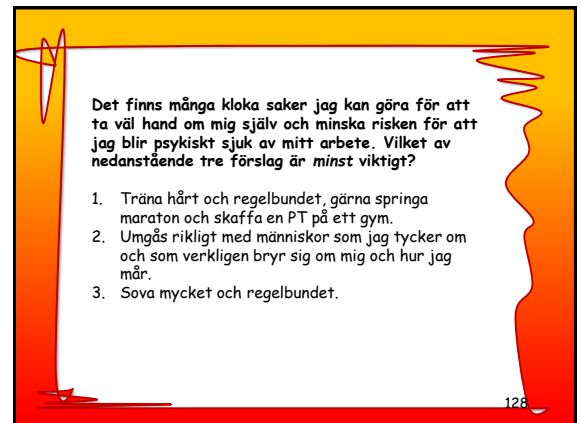 Det finns många kloka saker jag kan göra för att
ta väl hand om mig själv och minska risken för att
jag blir psykiskt sjuk av mitt arbete. Vilket av
nedanstående tre förslag är minst viktigt?
1. Träna hårt och regelbundet, gärna springa
maraton och skaffa en PT på ett gym.
2. Umgås rikligt med människor som jag tycker om
och som verkligen bryr sig om mig och hur jag
mår.
3. Sova mycket och regelbundet.
128